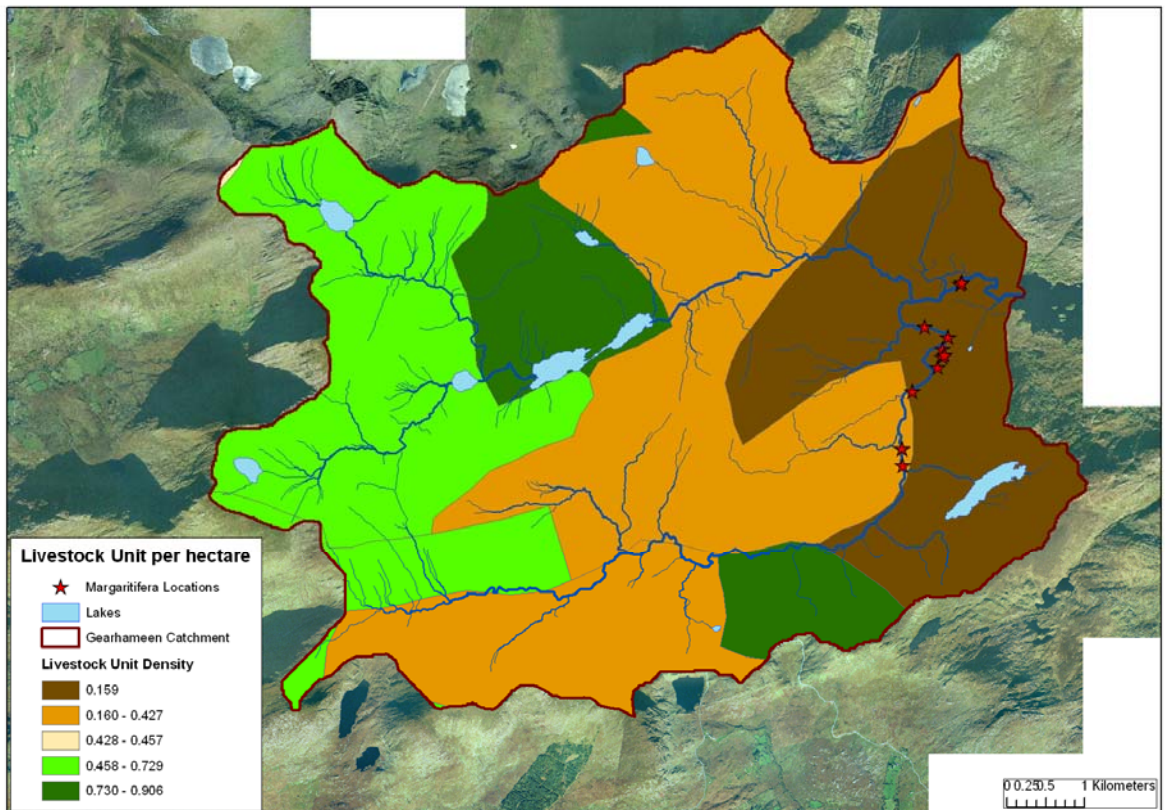 Livestock Unit per hectare
Margaritifera Locations
Lakes
Gearhameen Catchment
Livestock Unit Density
0.159
0.160 - 0.427
0.428 - 0.457
0.458 - 0.729
0.730 - 0.906
0 0.25 0.5 1 Kilometers